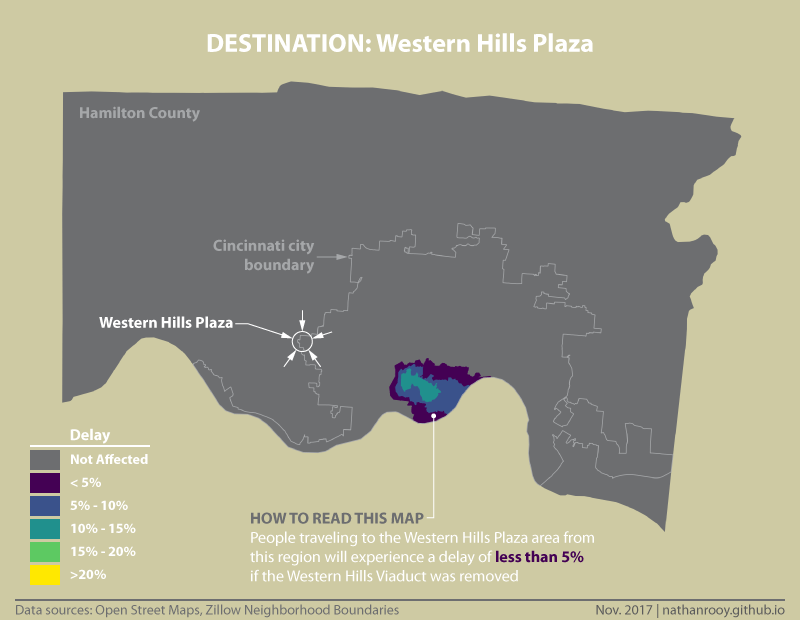 DESTINATION: Western Hills Plaza
Hamilton County
Cincinnati city
boundary
Western Hills Plaza
Delay
Not Affected
< 5%
5% - 10%
10% - 15%
15% - 20%
>20%
HOW TO READ THIS MAP
People traveling to the Western Hills Plaza area from
this region will experience a delay of less than 5%
if the Western Hills Viaduct was removed
Data sources: Open Street Maps, Zillow Neighborhood Boundaries
Nov. 2017 | nathanrooy.github.io